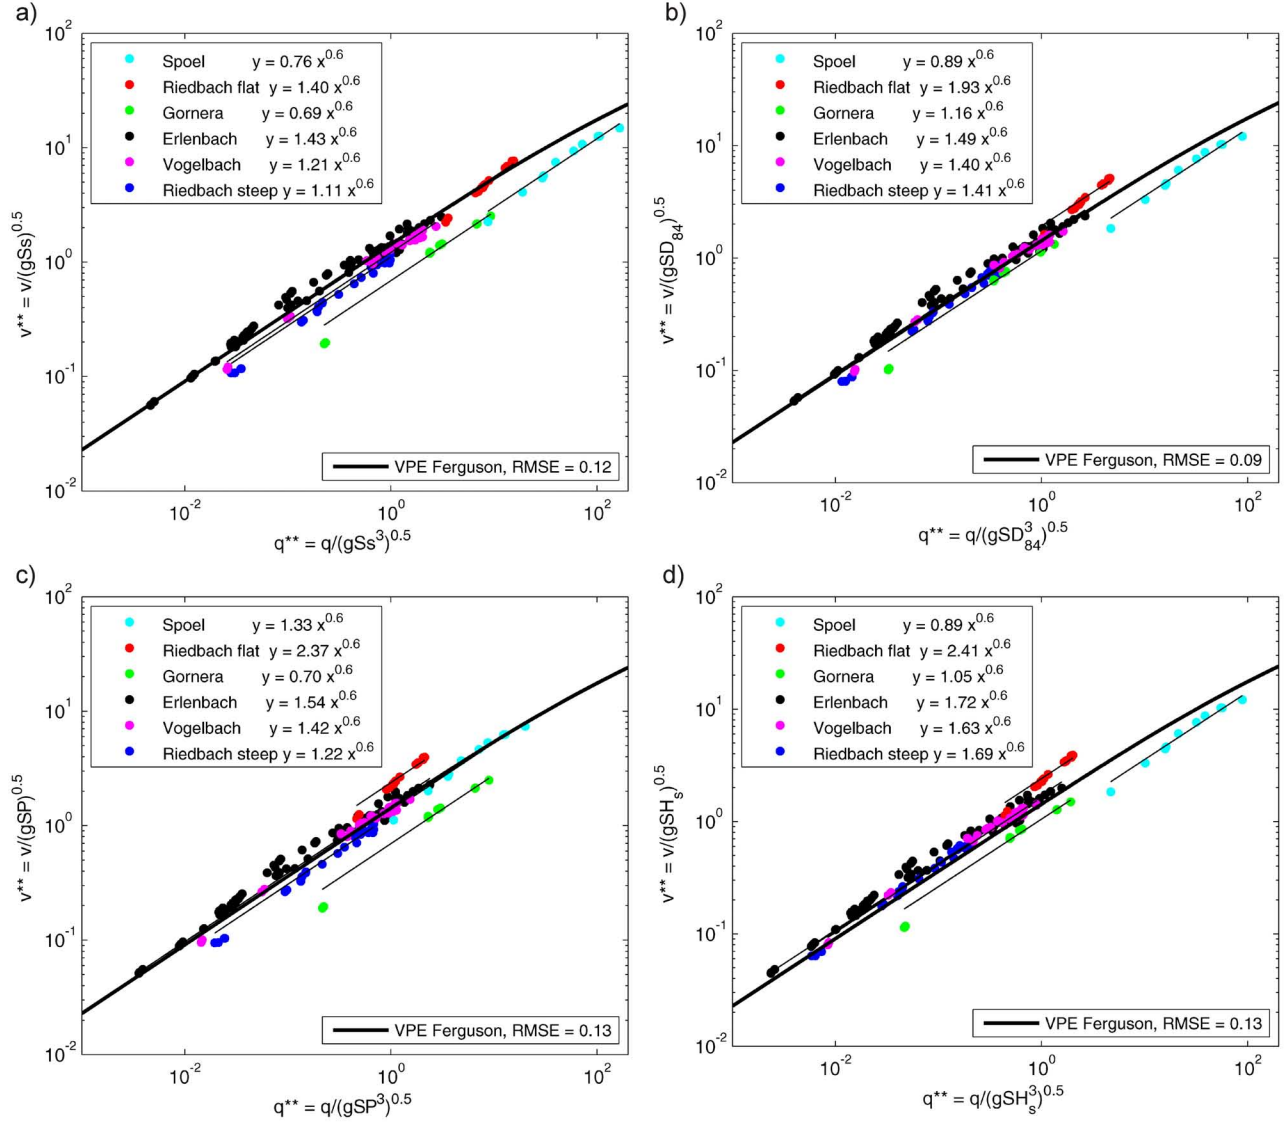 a)
10^2
10^1
10^0
10^-1
10^-2
v** = v/(gSs)^0.5
Spoel y = 0.76 x^0.6
Riedbach flat y = 1.40 x^0.6
Gornera y = 0.69 x^0.6
Erlenbach y = 1.43 x^0.6
Vogelbach y = 1.21 x^0.6
Riedbach steep y = 1.11 x^0.6
VPE Ferguson, RMSE = 0.12
10^-2 10^0 10^2
q** = q/(gSs^3)^0.5
b)
10^2
10^1
10^0
10^-1
10^-2
v** = v/(gSD_84)^0.5
Spoel y = 0.89 x^0.6
Riedbach flat y = 1.93 x^0.6
Gornera y = 1.16 x^0.6
Erlenbach y = 1.49 x^0.6
Vogelbach y = 1.40 x^0.6
Riedbach steep y = 1.41 x^0.6
VPE Ferguson, RMSE = 0.09
10^-2 10^0 10^2
q** = q/(gSD_84^3)^0.5
c)
10^2
10^1
10^0
10^-1
10^-2
v** = v/(gSP)^0.5
Spoel y = 1.33 x^0.6
Riedbach flat y = 2.37 x^0.6
Gornera y = 0.70 x^0.6
Erlenbach y = 1.54 x^0.6
Vogelbach y = 1.42 x^0.6
Riedbach steep y = 1.22 x^0.6
VPE Ferguson, RMSE = 0.13
10^-2 10^0 10^2
q** = q/(gSP^3)^0.5
d)
10^2
10^1
10^0
10^-1
10^-2
v** = v/(gSH_s)^0.5
Spoel y = 0.89 x^0.6
Riedbach flat y = 2.41 x^0.6
Gornera y = 1.05 x^0.6
Erlenbach y = 1.72 x^0.6
Vogelbach y = 1.63 x^0.6
Riedbach steep y = 1.69 x^0.6
VPE Ferguson, RMSE = 0.13
10^-2 10^0 10^2
q** = q/(gSH_s^3)^0.5